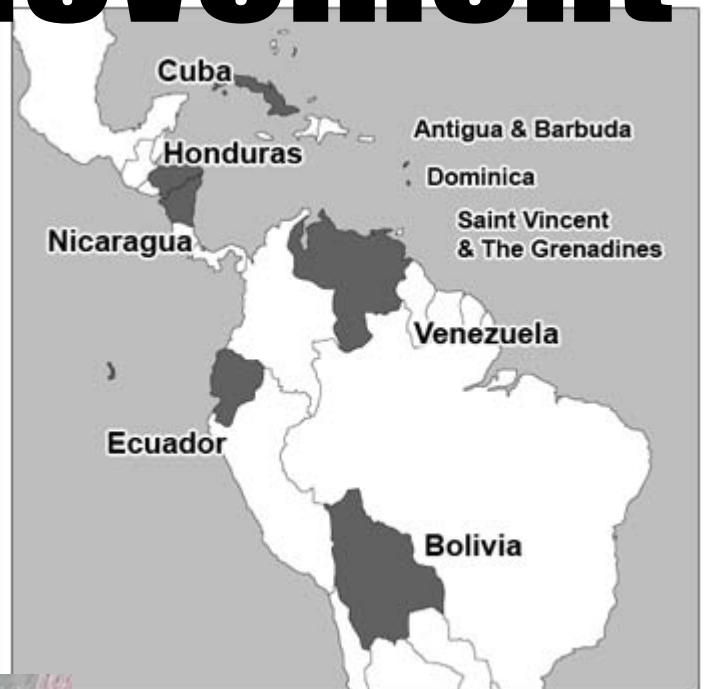 Cuba
Antigua & Barbuda
Honduras
Dominica
Saint Vincent
& The Grenadines
Nicaragua
Venezuela
Ecuador
Bolivia